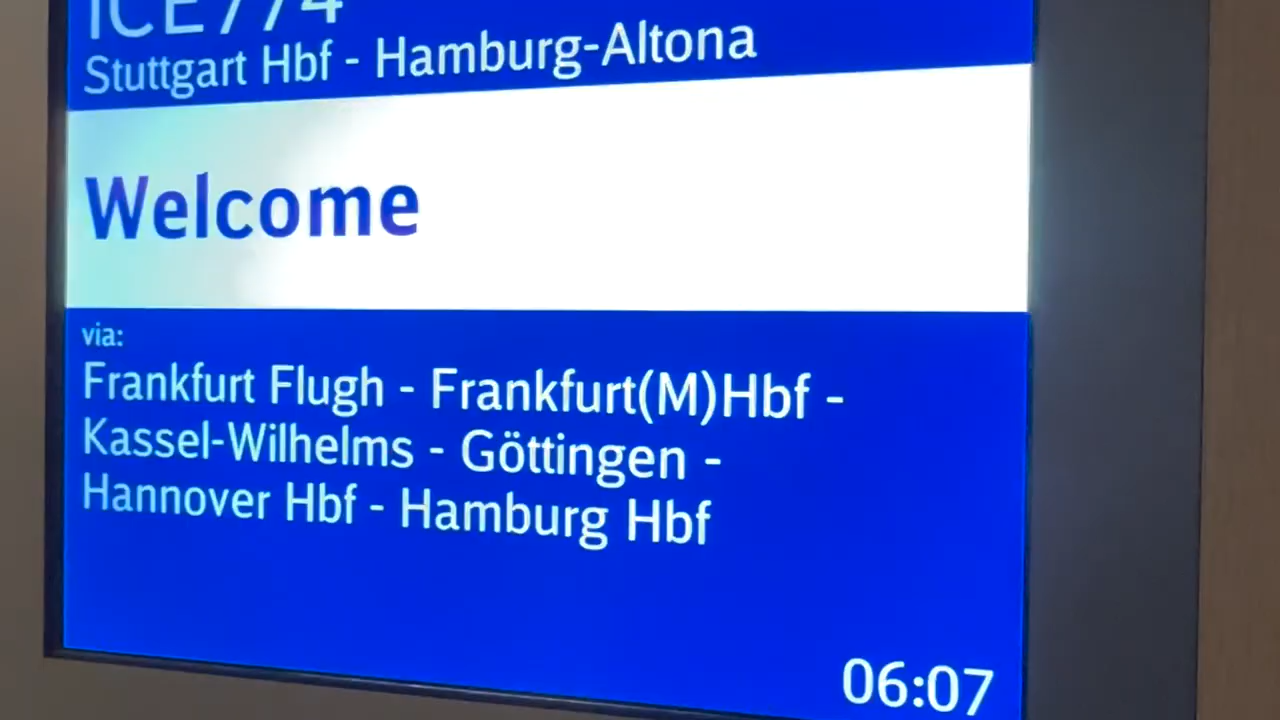 ICE774
Stuttgart Hbf - Hamburg-Altona
Welcome
via:
Frankfurt Flugh - Frankfurt(M)Hbf -
Kassel-Wilhelms - Göttingen -
Hannover Hbf - Hamburg Hbf
06:07